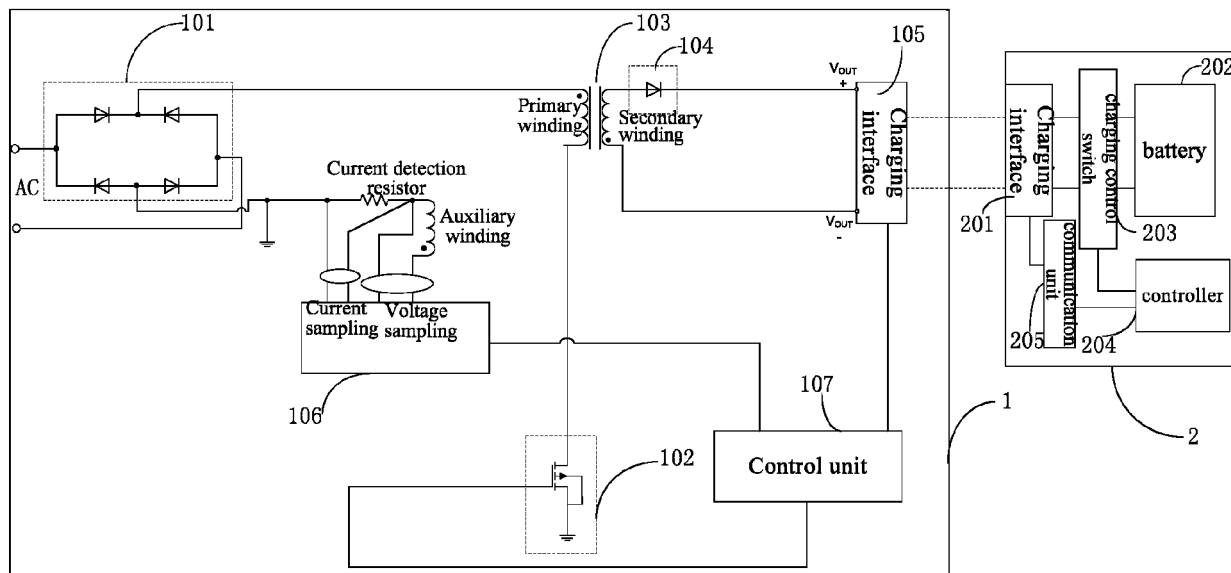 101
103
104
105
202
V OUT
+
Primary
winding
Secondary
winding
Charging
interface
Charging
interface
charging control
switch
battery
AC
Current detection
resistor
Auxiliary
winding
V OUT
-
201
203
communication
unit
controller
Current
sampling
Voltage
sampling
205
204
106
107
1
2
Control unit
102